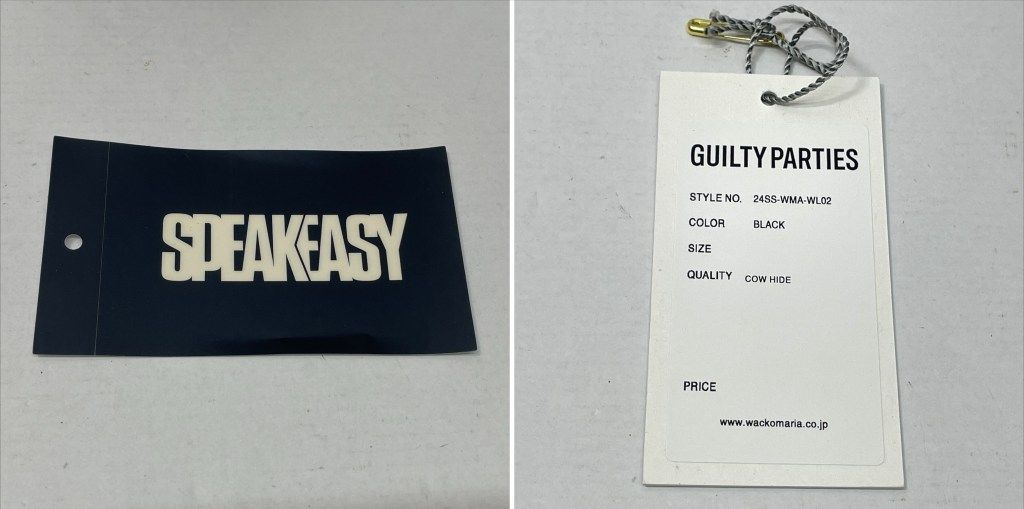 SPEAKEASY
GUILTY PARTIES
STYLE NO. 24SS-WMA-WL02
COLOR BLACK
SIZE
QUALITY COW HIDE
PRICE
www.wackomaria.co.jp